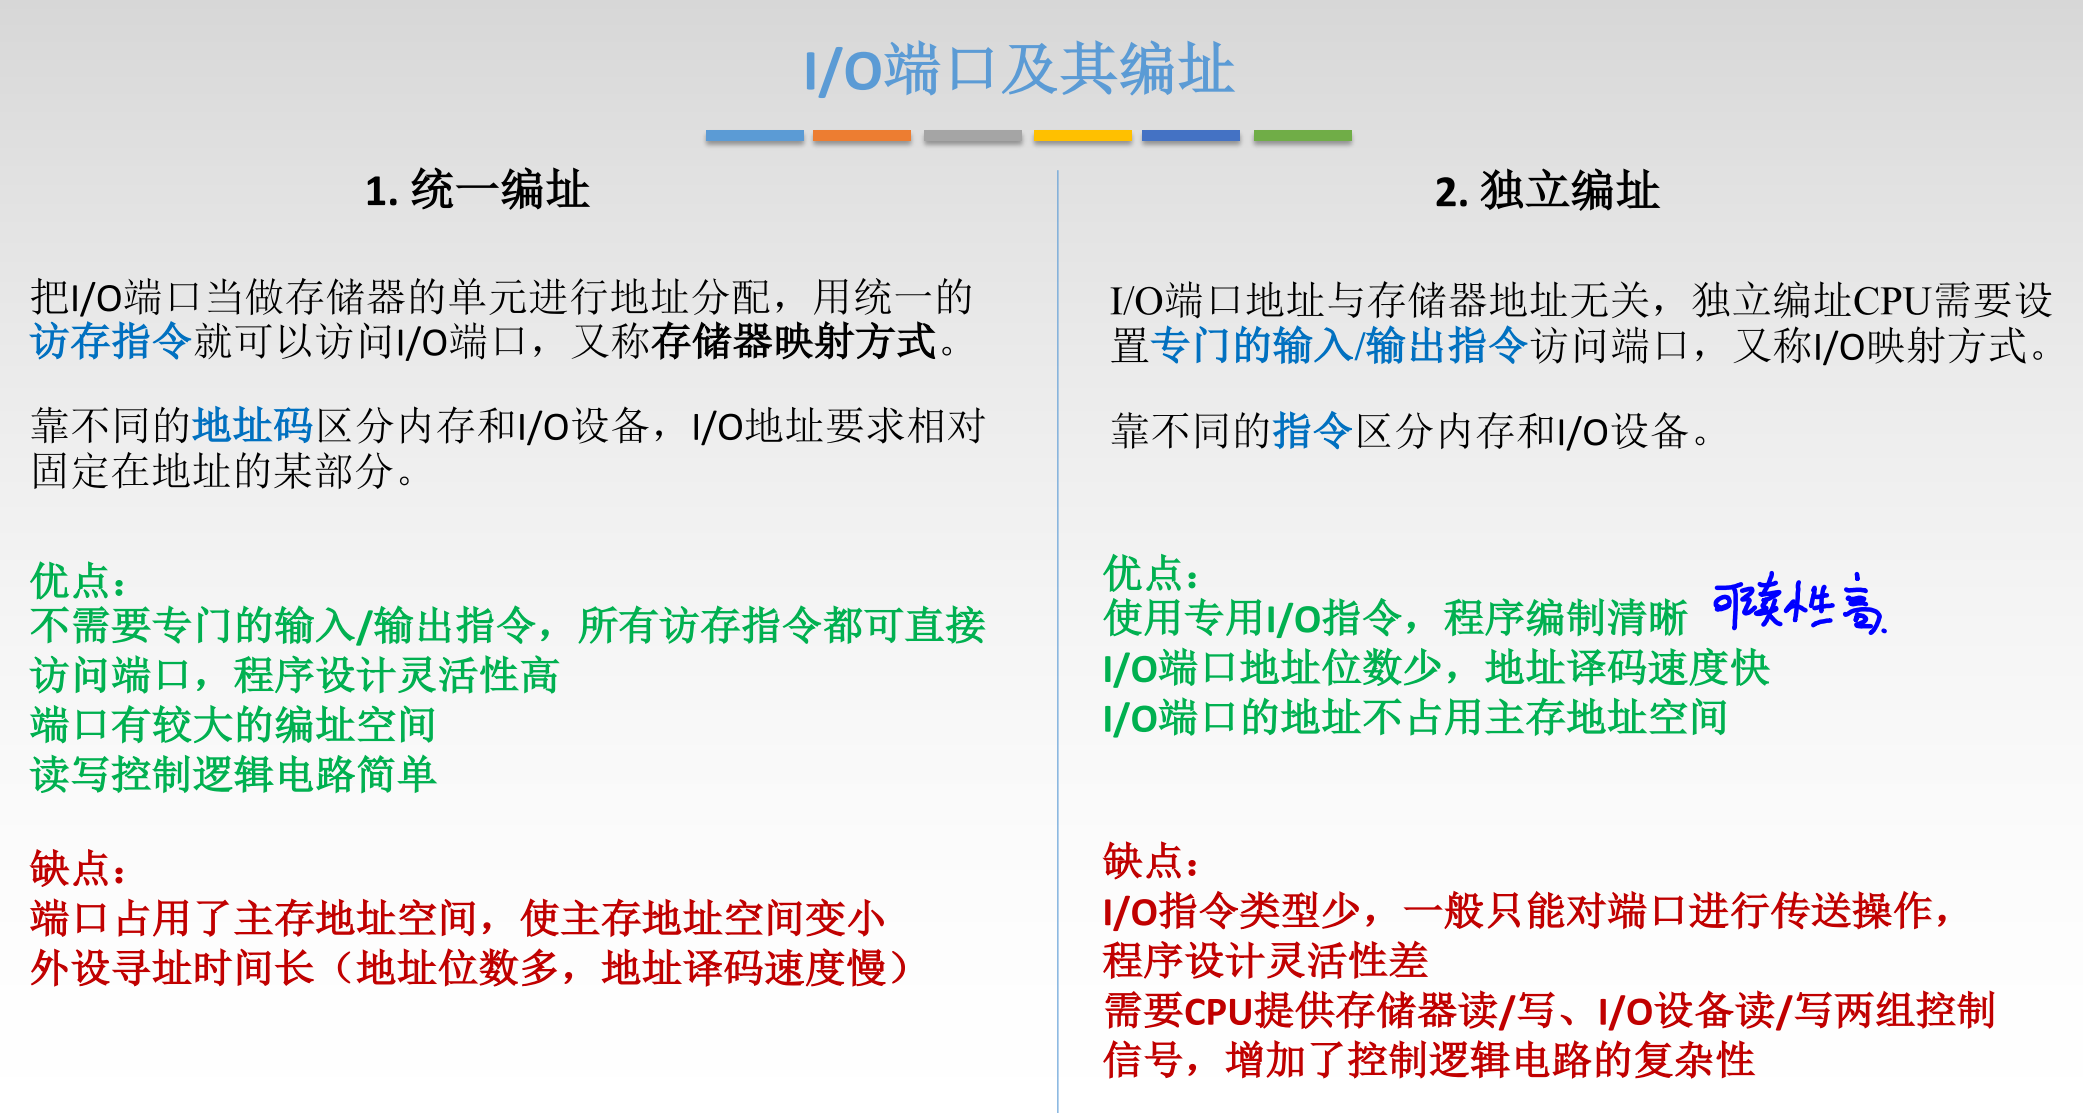 I/O端口及其编址
1. 统一编址
把I/O端口当做存储器的单元进行地址分配，用统一的
访存指令就可以访问I/O端口，又称存储器映射方式。
靠不同的地址码区分内存和I/O设备，I/O地址要求相对
固定在地址的某部分。
优点：
不需要专门的输入/输出指令，所有访存指令都可直接
访问端口，程序设计灵活性高
端口有较大的编址空间
读写控制逻辑电路简单
缺点：
端口占用了主存地址空间，使主存地址空间变小
外设寻址时间长（地址位数多，地址译码速度慢）
2. 独立编址
I/O端口地址与存储器地址无关，独立编址CPU需要设
置专门的输入/输出指令访问端口，又称I/O映射方式。
靠不同的指令区分内存和I/O设备。
优点：
使用专用I/O指令，程序编制清晰 可读性高.
I/O端口地址位数少，地址译码速度快
I/O端口的地址不占用主存地址空间
缺点：
I/O指令类型少，一般只能对端口进行传送操作，
程序设计灵活性差
需要CPU提供存储器读/写、I/O设备读/写两组控制
信号，增加了控制逻辑电路的复杂性